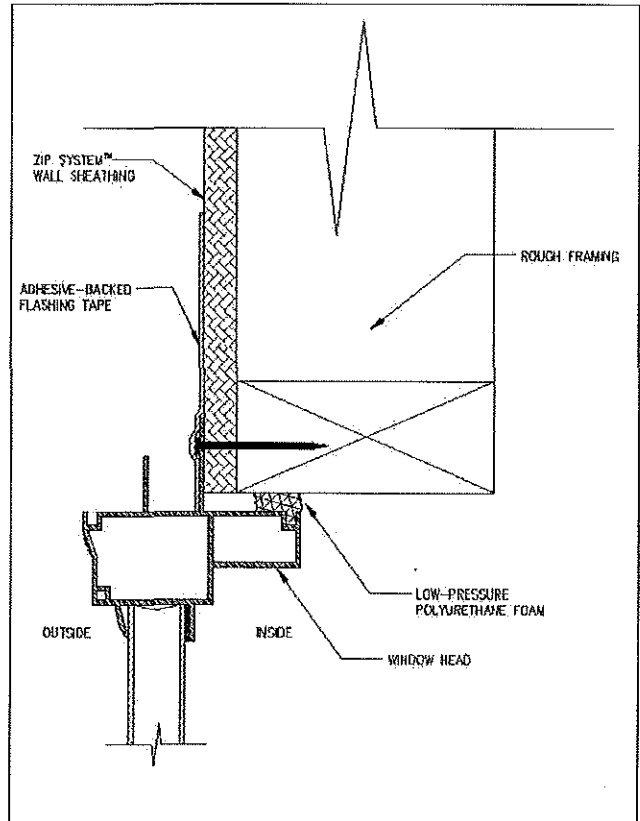 ZIP SYSTEM™
WALL SHEATHING
ROUGH FRAMING
ADHESIVE-BACKED
FLASHING TAPE
LOW-PRESSURE
POLYURETHANE FOAM
OUTSIDE
INSIDE
WINDOW HEAD